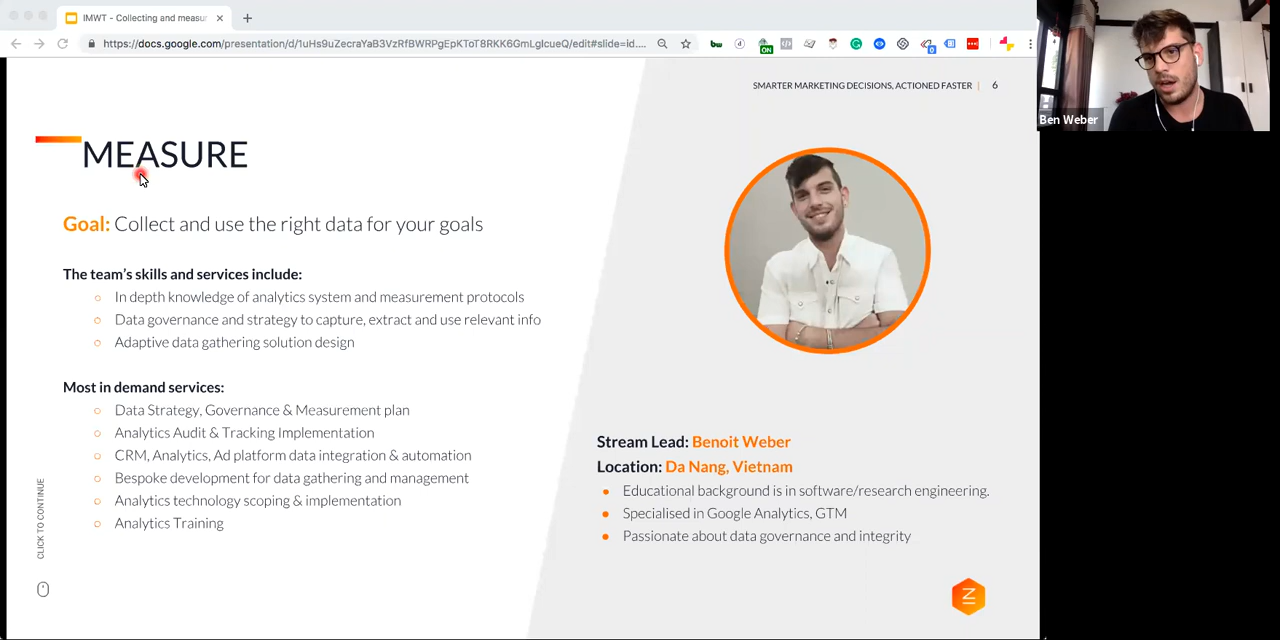 IMWT - Collecting and measur
https://docs.google.com/presentation/d/1uHs9uZecraYaB3VzRfBWRPgEpKToT8RKK6GmLglcueQ/edit#slide=id....
ON
0
Ben Weber
SMARTER MARKETING DECISIONS, ACTIONED FASTER | 6
MEASURE
Goal: Collect and use the right data for your goals
The team's skills and services include:
In depth knowledge of analytics system and measurement protocols
Data governance and strategy to capture, extract and use relevant info
Adaptive data gathering solution design
Most in demand services:
Data Strategy, Governance & Measurement plan
Analytics Audit & Tracking Implementation
CRM, Analytics, Ad platform data integration & automation
Bespoke development for data gathering and management
Analytics technology scoping & implementation
Analytics Training
CLICK TO CONTINUE
Stream Lead: Benoit Weber
Location: Da Nang, Vietnam
Educational background is in software/research engineering.
Specialised in Google Analytics, GTM
Passionate about data governance and integrity